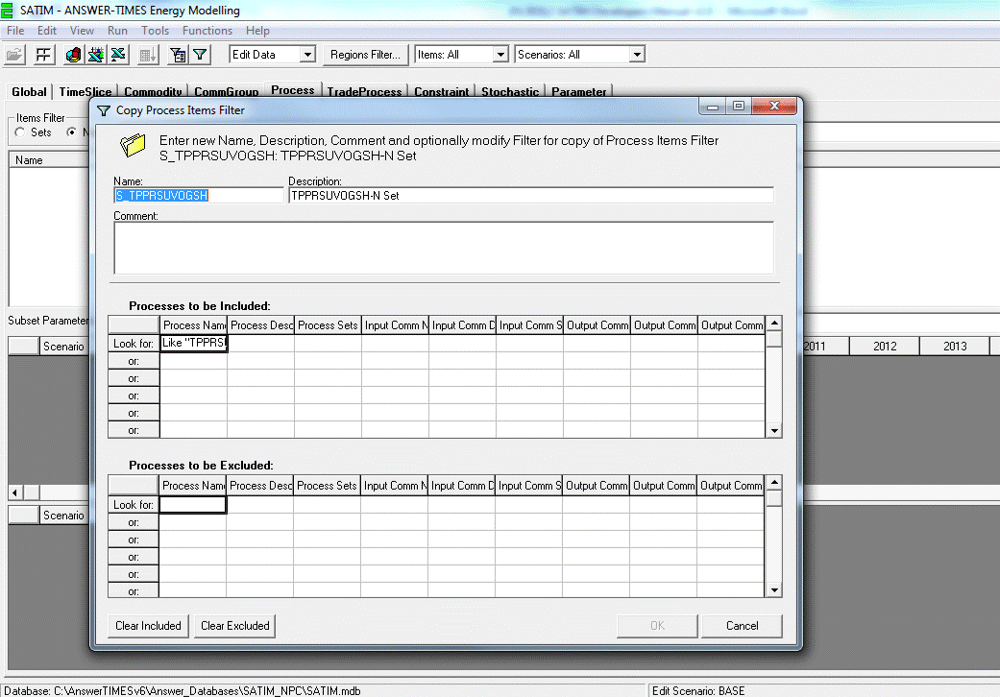 SATIM - ANSWER-TIMES Energy Modelling
File Edit View Run Tools Functions Help
Edit Data Regions Filter... Items: All Scenarios: All
Global TimeSlice Commodity CommGroup Process TradeProcess Constraint Stochastic Parameter
Copy Process Items Filter
Items Filter
Sets N
Name
Enter new Name, Description, Comment and optionally modify Filter for copy of Process Items Filter
S_TPPRSUVOGSH: TPPRSUVOGSH-N Set
Name: Description:
S_TPPRSUVOGSH TPPRSUVOGSH-N Set
Comment:
Processes to be Included:
Process Name Process Desc Process Sets Input Comm N Input Comm D Input Comm S Output Comm Output Comm Output Comm
Look for: Like "TPPRSU
or:
or:
or:
or:
or:
Subset Parameter
Scenario 2011 2012 2013
Processes to be Excluded:
Process Name Process Desc Process Sets Input Comm N Input Comm D Input Comm S Output Comm Output Comm Output Comm
Look for:
or:
or:
or:
or:
or:
Scenario
Clear Included Clear Excluded OK Cancel
Database: C:\AnswerTIMESv6\Answer_Databases\SATIM_NPC\SATIM.mdb Edit Scenario: BASE